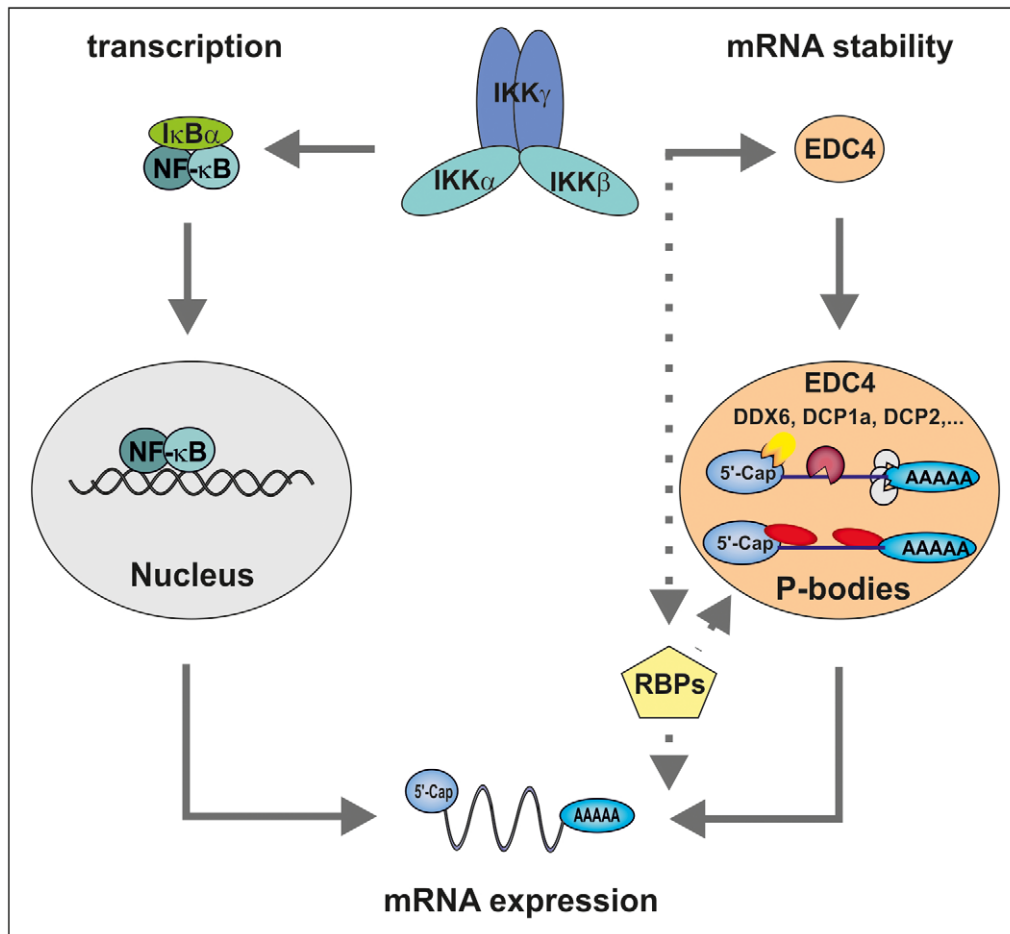 transcription
mRNA stability
IKKγ
IKKα
IKKβ
IκBα
NF-κB
EDC4
NF-κB
Nucleus
EDC4
DDX6, DCP1a, DCP2,...
5'-Cap
AAAAA
5'-Cap
AAAAA
P-bodies
RBPs
5'-Cap
AAAAA
mRNA expression